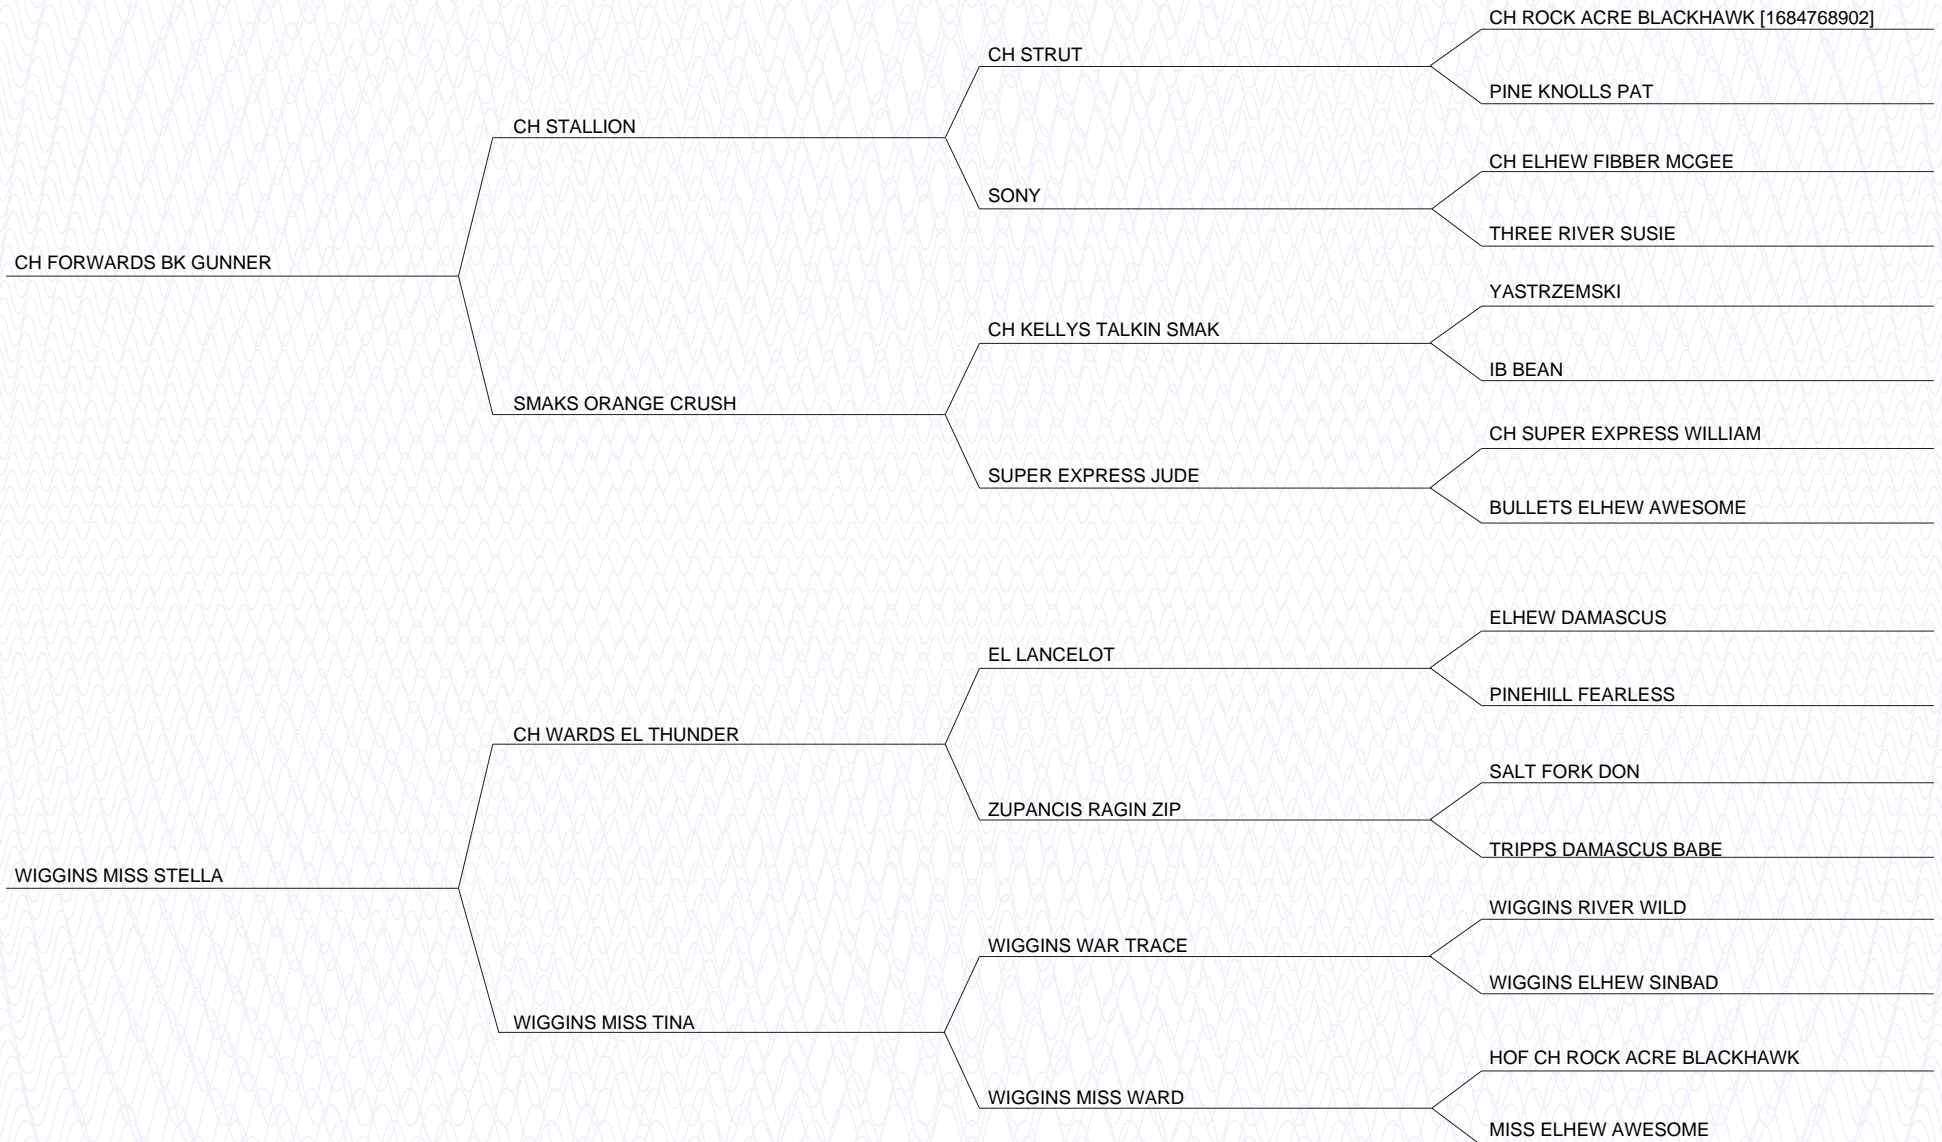 CH ROCK ACRE BLACKHAWK [1684768902]
CH STRUT
PINE KNOLLS PAT
CH STALLION
CH ELHEW FIBBER MCGEE
SONY
THREE RIVER SUSIE
CH FORWARDS BK GUNNER
YASTRZEMSKI
CH KELLYS TALKIN SMAK
IB BEAN
SMAKS ORANGE CRUSH
CH SUPER EXPRESS WILLIAM
SUPER EXPRESS JUDE
BULLETS ELHEW AWESOME
ELHEW DAMASCUS
EL LANCELOT
PINEHILL FEARLESS
CH WARDS EL THUNDER
SALT FORK DON
ZUPANCIS RAGIN ZIP
TRIPPS DAMASCUS BABE
WIGGINS MISS STELLA
WIGGINS RIVER WILD
WIGGINS WAR TRACE
WIGGINS ELHEW SINBAD
WIGGINS MISS TINA
HOF CH ROCK ACRE BLACKHAWK
WIGGINS MISS WARD
MISS ELHEW AWESOME